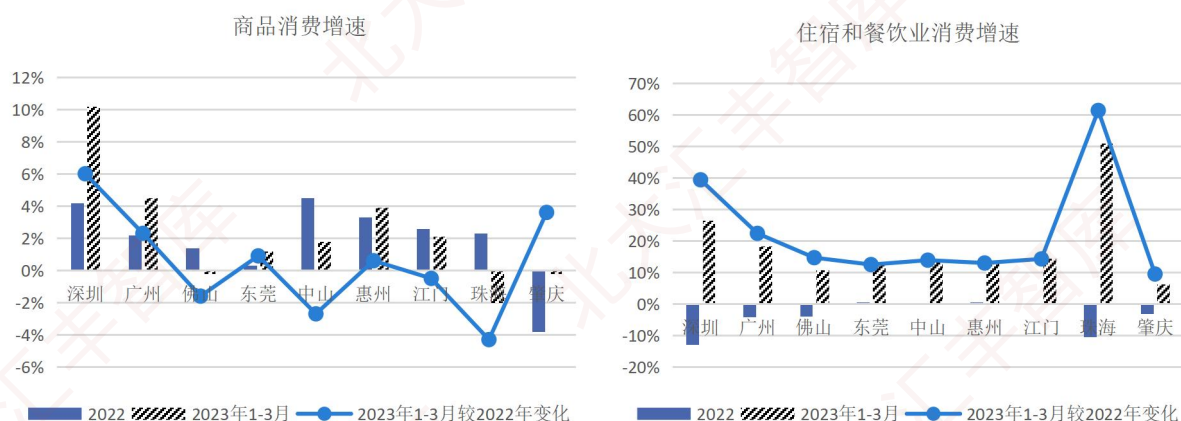 商品消费增速
12%
10%
8%
6%
4%
2%
0%
-2%
-4%
-6%
深圳 广州 佛山 东莞 中山 惠州 江门 珠海 肇庆
2022 2023年1-3月 2023年1-3月较2022年变化
住宿和餐饮业消费增速
70%
60%
50%
40%
30%
20%
10%
0%
-10%
-20%
深圳 广州 佛山 东莞 中山 惠州 江门 珠海 肇庆
2022 2023年1-3月 2023年1-3月较2022年变化
北大汇丰智库